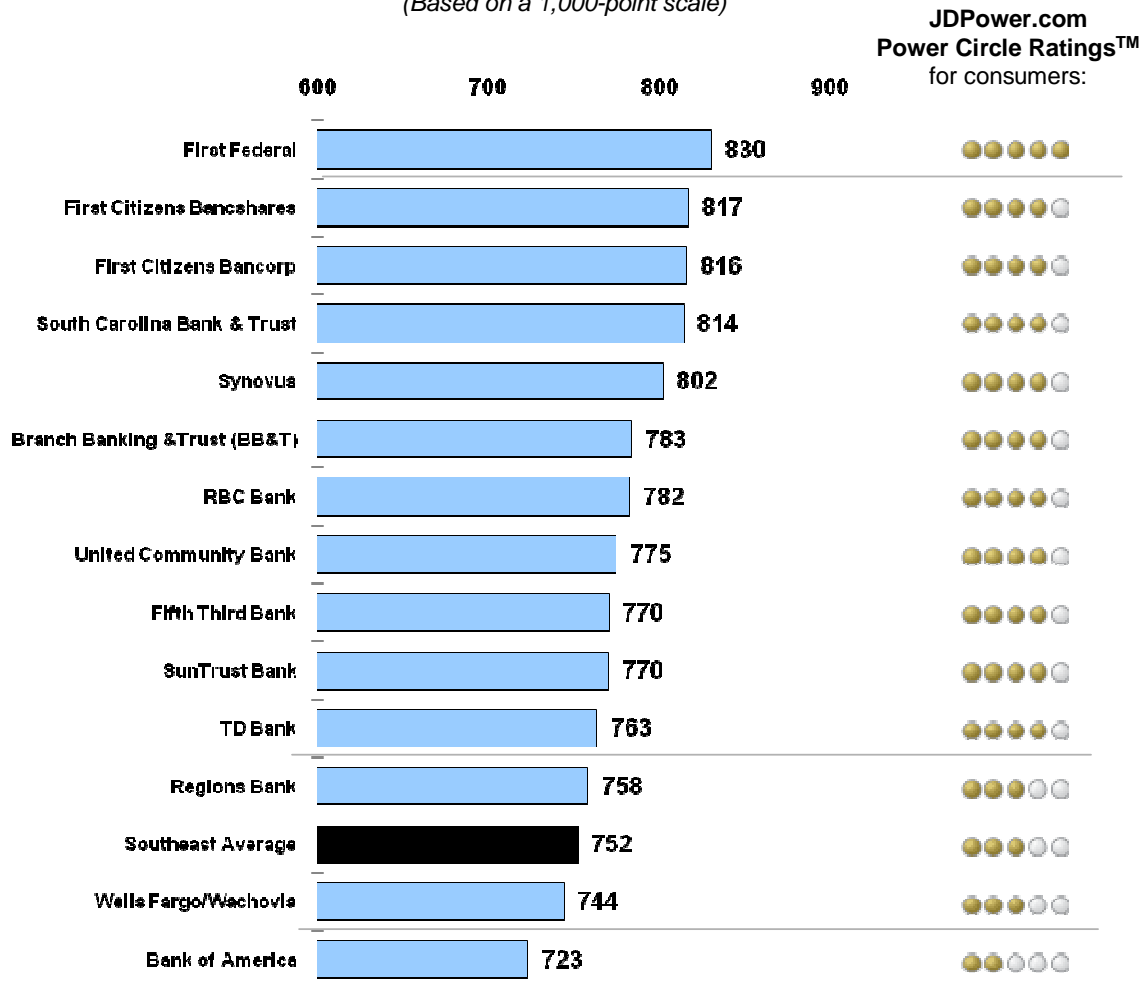 (Based on a 1,000-point scale)
JDPower.com
Power Circle Ratings™
for consumers:
600 700 800 900
First Federal 830
First Citizens Bancshares 817
First Citizens Bancorp 816
South Carolina Bank & Trust 814
Synovus 802
Branch Banking &Trust (BB&T) 783
RBC Bank 782
United Community Bank 775
Fifth Third Bank 770
SunTrust Bank 770
TD Bank 763
Regions Bank 758
Southeast Average 752
Wells Fargo/Wachovia 744
Bank of America 723